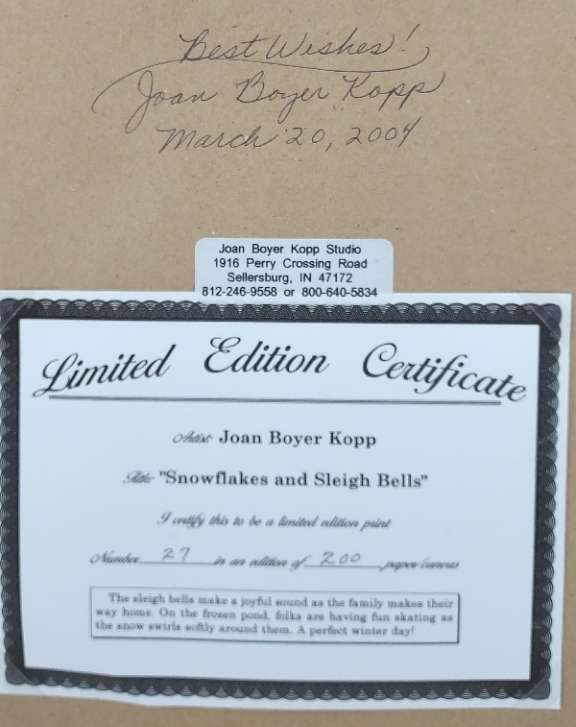 Best Wishes!
Joan Boyer Kopp
March 20, 2004
Joan Boyer Kopp Studio
1916 Perry Crossing Road
Sellersburg, IN 47172
812-246-9558 or 800-640-5834
Limited Edition Certificate
Artist: Joan Boyer Kopp
Title: "Snowflakes and Sleigh Bells"
I certify this to be a limited edition print
Number 27 in an edition of 200 paper/canvas
The sleigh bells make a joyful sound as the family makes their
way home. On the frozen pond, folks are having fun skating as
the snow swirls softly around them. A perfect winter day!